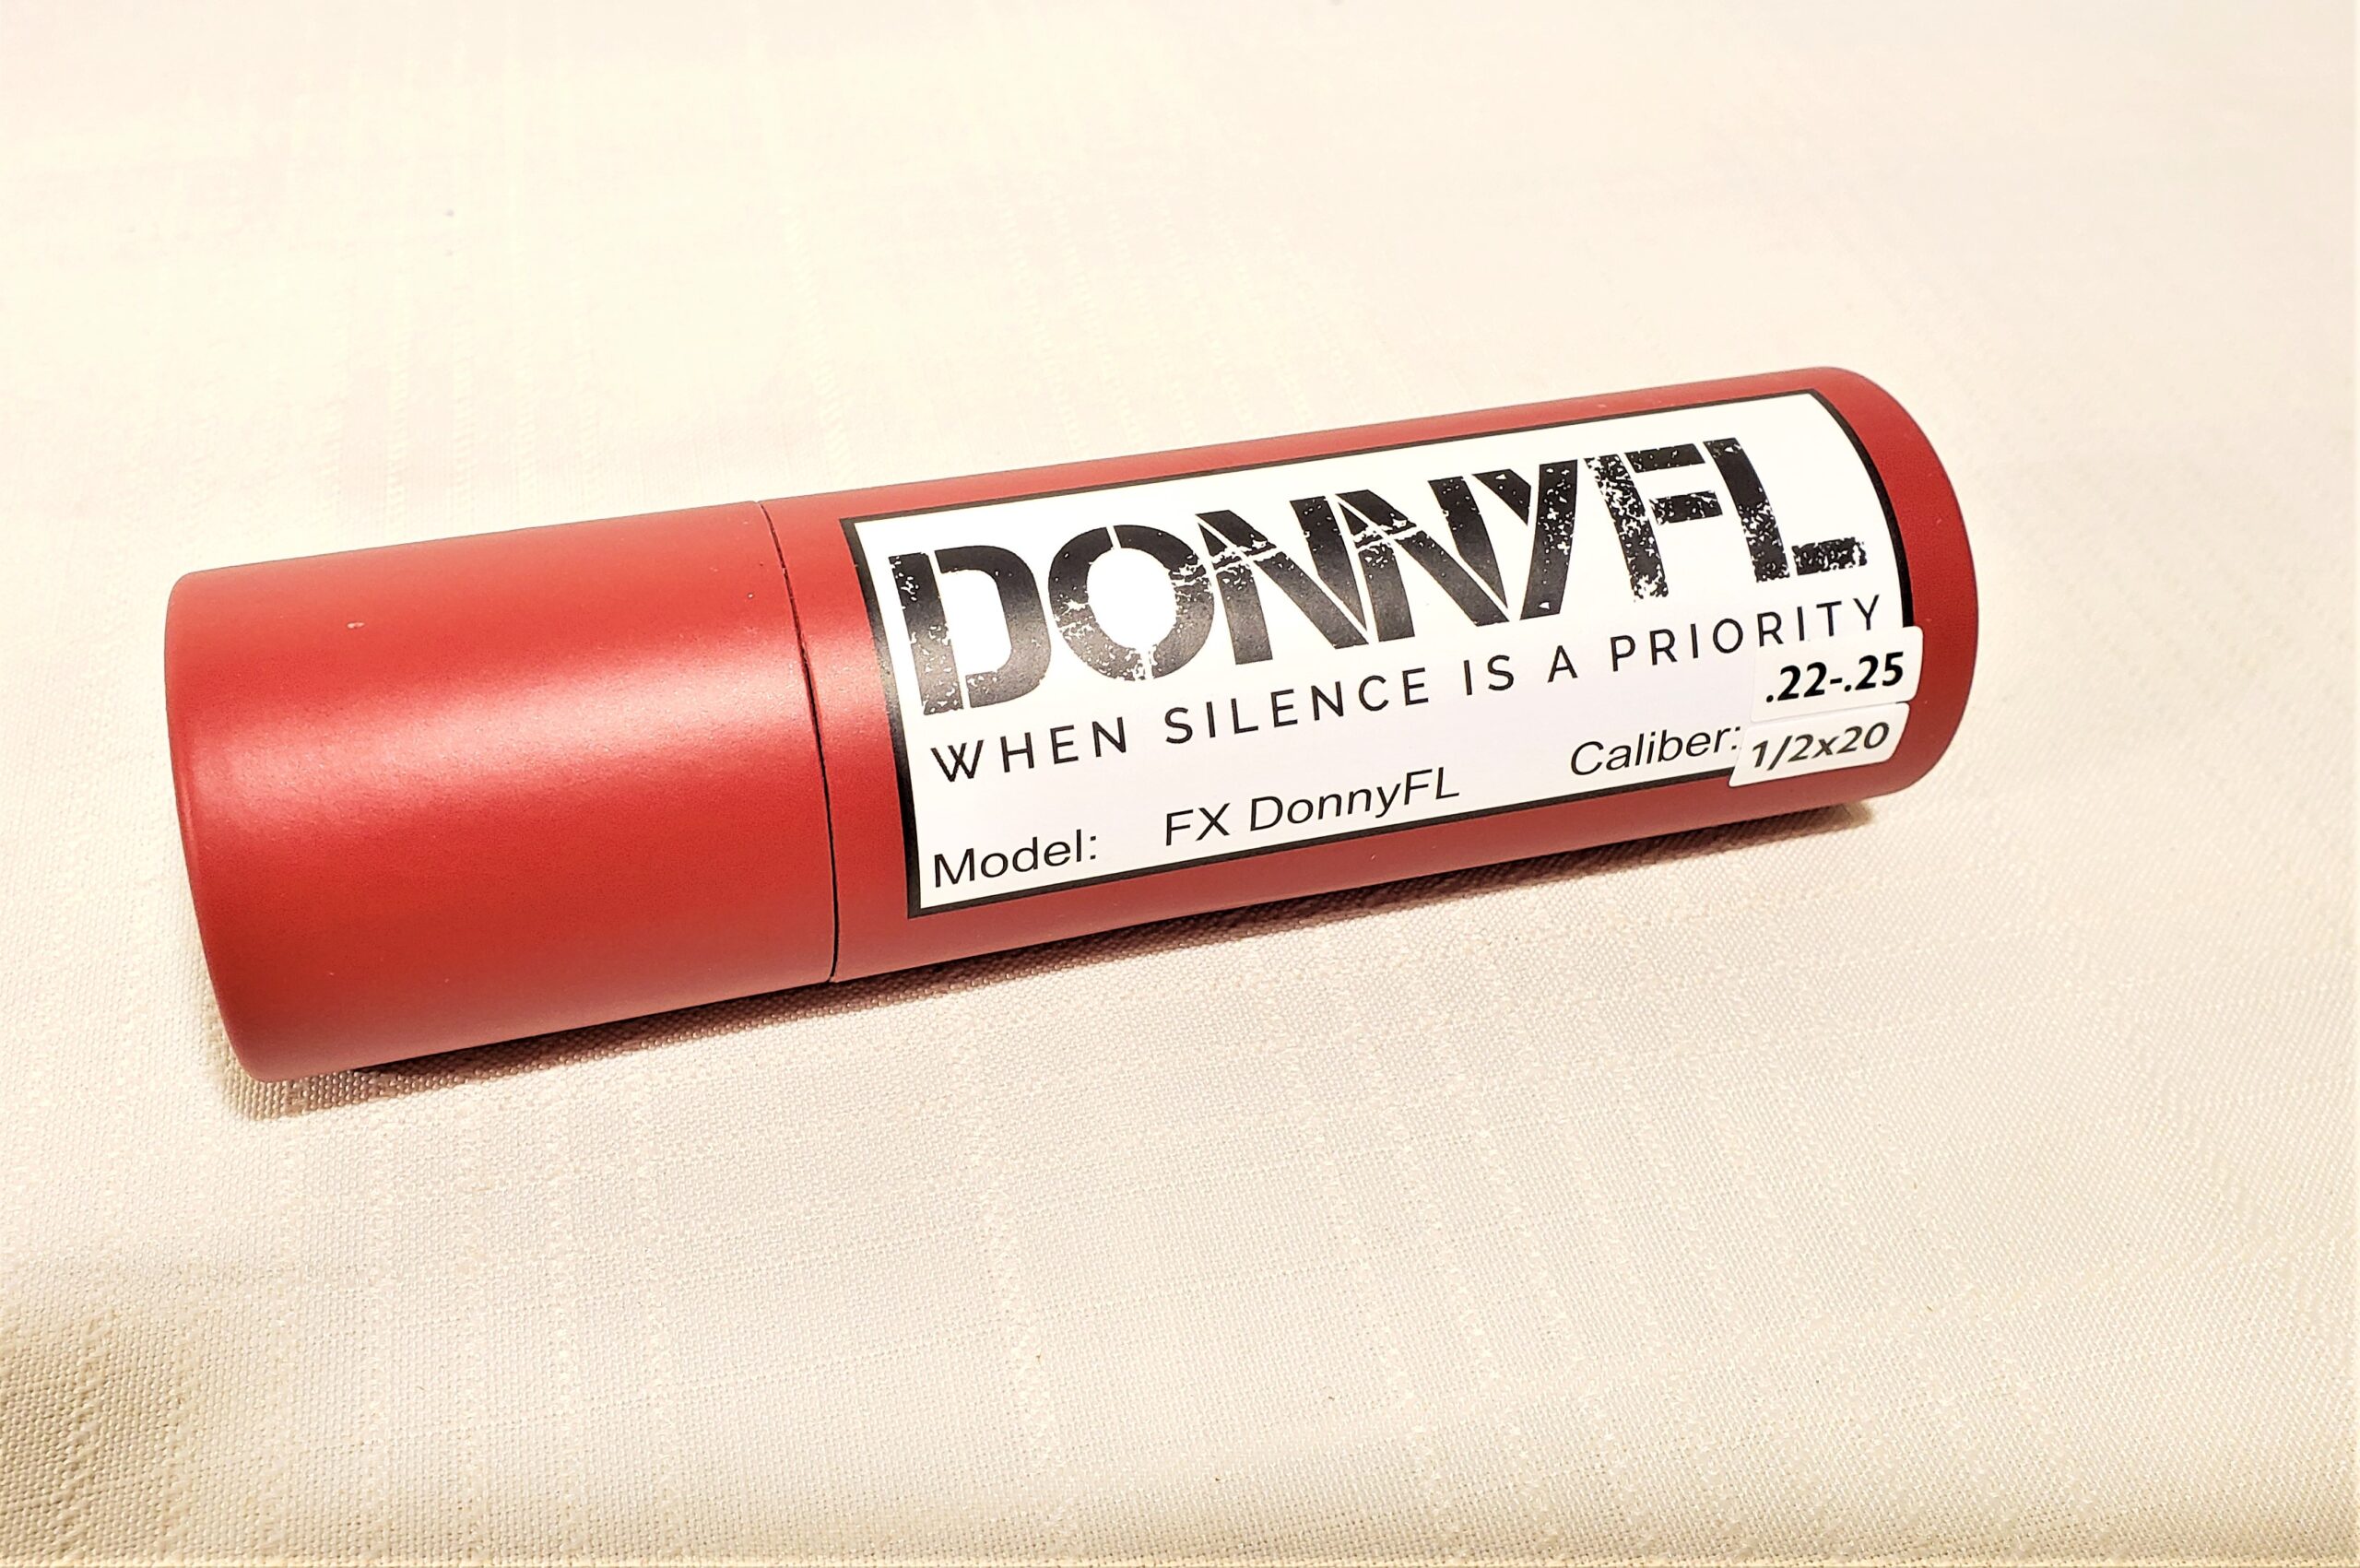 DONNYFL
WHEN SILENCE IS A PRIORITY
.22-.25
Model: FX DonnyFL Caliber: 1/2x20